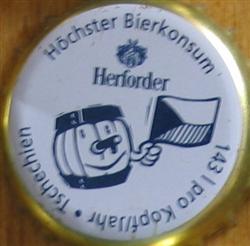 Höchster Bierkonsum
Herforder
143 l pro Kopf/Jahr • Tschechien